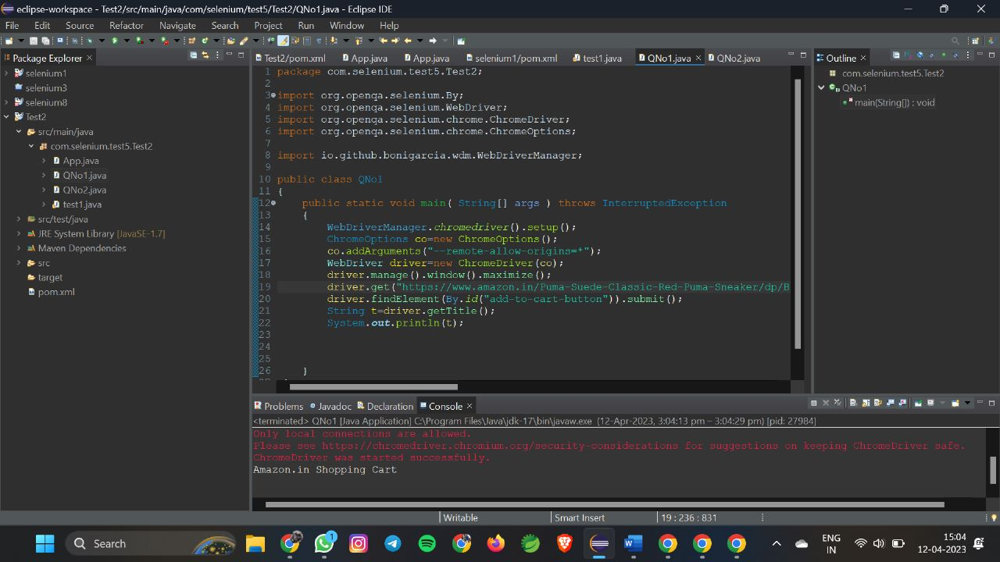 eclipse-workspace - Test2/src/main/java/com/selenium/test5/Test2/QNo1.java - Eclipse IDE
File Edit Source Refactor Navigate Search Project Run Window Help
Package Explorer
selenium1
selenium3
selenium8
Test2
src/main/java
com.selenium.test5.Test2
App.java
QNo1.java
QNo2.java
test1.java
src/test/java
JRE System Library [JavaSE-1.7]
Maven Dependencies
src
target
pom.xml
Test2/pom.xml App.java App.java selenium1/pom.xml test1.java QNo1.java QNo2.java
1 package com.selenium.test5.Test2;
2
3 import org.openqa.selenium.By;
4 import org.openqa.selenium.WebDriver;
5 import org.openqa.selenium.chrome.ChromeDriver;
6 import org.openqa.selenium.chrome.ChromeOptions;
7
8 import io.github.bonigarcia.wdm.WebDriverManager;
9
10 public class QNo1
11 {
12 public static void main( String[] args ) throws InterruptedException
13 {
14 WebDriverManager.chromedriver().setup();
15 ChromeOptions co=new ChromeOptions();
16 co.addArguments("--remote-allow-origins=*");
17 WebDriver driver=new ChromeDriver(co);
18 driver.manage().window().maximize();
19 driver.get("https://www.amazon.in/Puma-Suede-Classic-Red-Puma-Sneaker/dp/B
20 driver.findElement(By.id("add-to-cart-button")).submit();
21 String t=driver.getTitle();
22 System.out.println(t);
23
24
25
26 }
Outline
com.selenium.test5.Test2
QNo1
main(String[]) : void
Problems Javadoc Declaration Console
<terminated> QNo1 [Java Application] C:\Program Files\Java\jdk-17\bin\javaw.exe (12-Apr-2023, 3:04:13 pm – 3:04:29 pm) [pid: 27984]
Only local connections are allowed.
Please see https://chromedriver.chromium.org/security-considerations for suggestions on keeping ChromeDriver safe.
ChromeDriver was started successfully.
Amazon.in Shopping Cart
Writable Smart Insert 19 : 236 : 831
Search
1
ENG
IN
15:04
12-04-2023